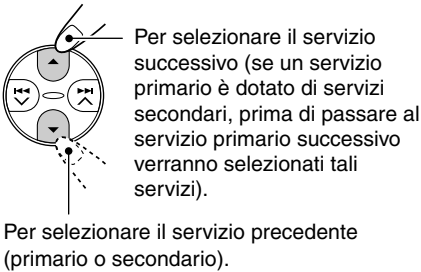 Per selezionare il servizio
successivo (se un servizio
primario è dotato di servizi
secondari, prima di passare al
servizio primario successivo
verranno selezionati tali
servizi).
Per selezionare il servizio precedente
(primario o secondario).